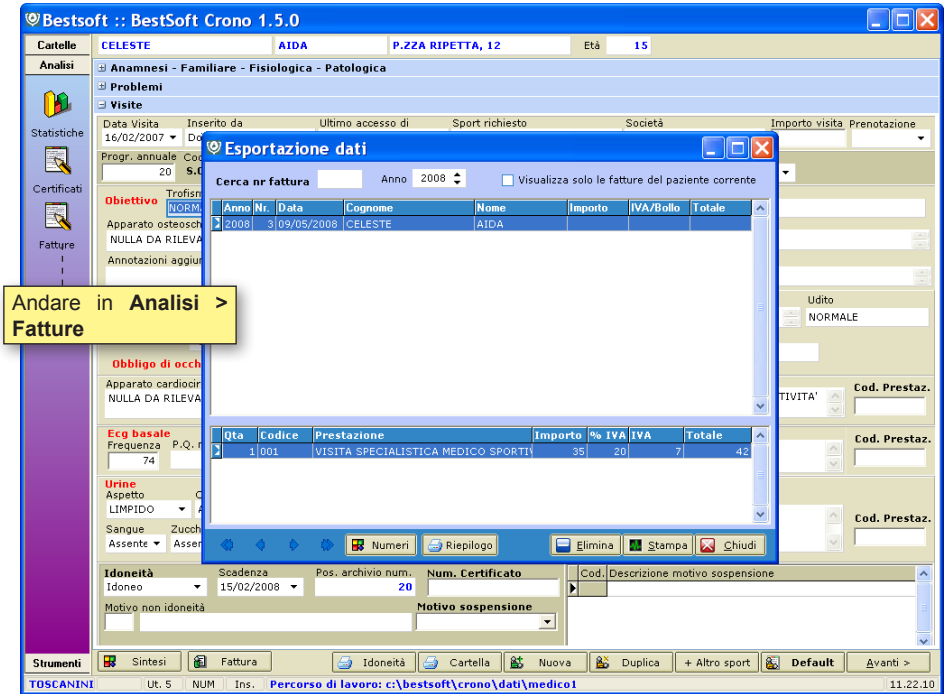 Bestsoft :: BestSoft Crono 1.5.0
Cartelle
CELESTE AIDA P.ZZA RIPETTA, 12 Età 15
Analisi
Anamnesi - Familiare - Fisiologica - Patologica
Problemi
Visite
Data Visita Inserito da Ultimo accesso di Sport richiesto Società Importo visita Prenotazione
16/02/2007
Progr. annuale
20
Statistiche
Certificati
Fatture
Andare in Analisi >
Fatture
Obiettivo
Apparato osteosch
NULLA DA RILEVA
Annotazioni aggiun
Esportazione dati
Cerca nr fattura Anno 2008 Visualizza solo le fatture del paziente corrente
Anno Nr. Data Cognome Nome Importo IVA/Bollo Totale
2008 3 09/05/2008 CELESTE AIDA
Udito
NORMALE
Obbligo di occh
Apparato cardiocir
NULLA DA RILEVA
TIVITA'
Cod. Prestaz.
Ecg basale
Frequenza P.Q.
74
Cod. Prestaz.
Qta Codice Prestazione Importo % IVA IVA Totale
1 001 VISITA SPECIALISTICA MEDICO SPORTI 35 20 7 42
Urine
Aspetto
LIMPIDO
Sangue Zucch
Assente Asser
Cod. Prestaz.
Numeri Riepilogo Elimina Stampa Chiudi
Idoneità Scadenza Pos. archivio num. Num. Certificato
Idoneo 15/02/2008 20
Motivo non idoneità Motivo sospensione
Cod. Descrizione motivo sospensione
Strumenti
Sintesi Fattura Idoneità Cartella Nuova Duplica + Altro sport Default Avanti >
TOSCANINI Ut. 5 NUM Ins. Percorso di lavoro: c:\bestsoft\crono\dati\medico1 11.22.10